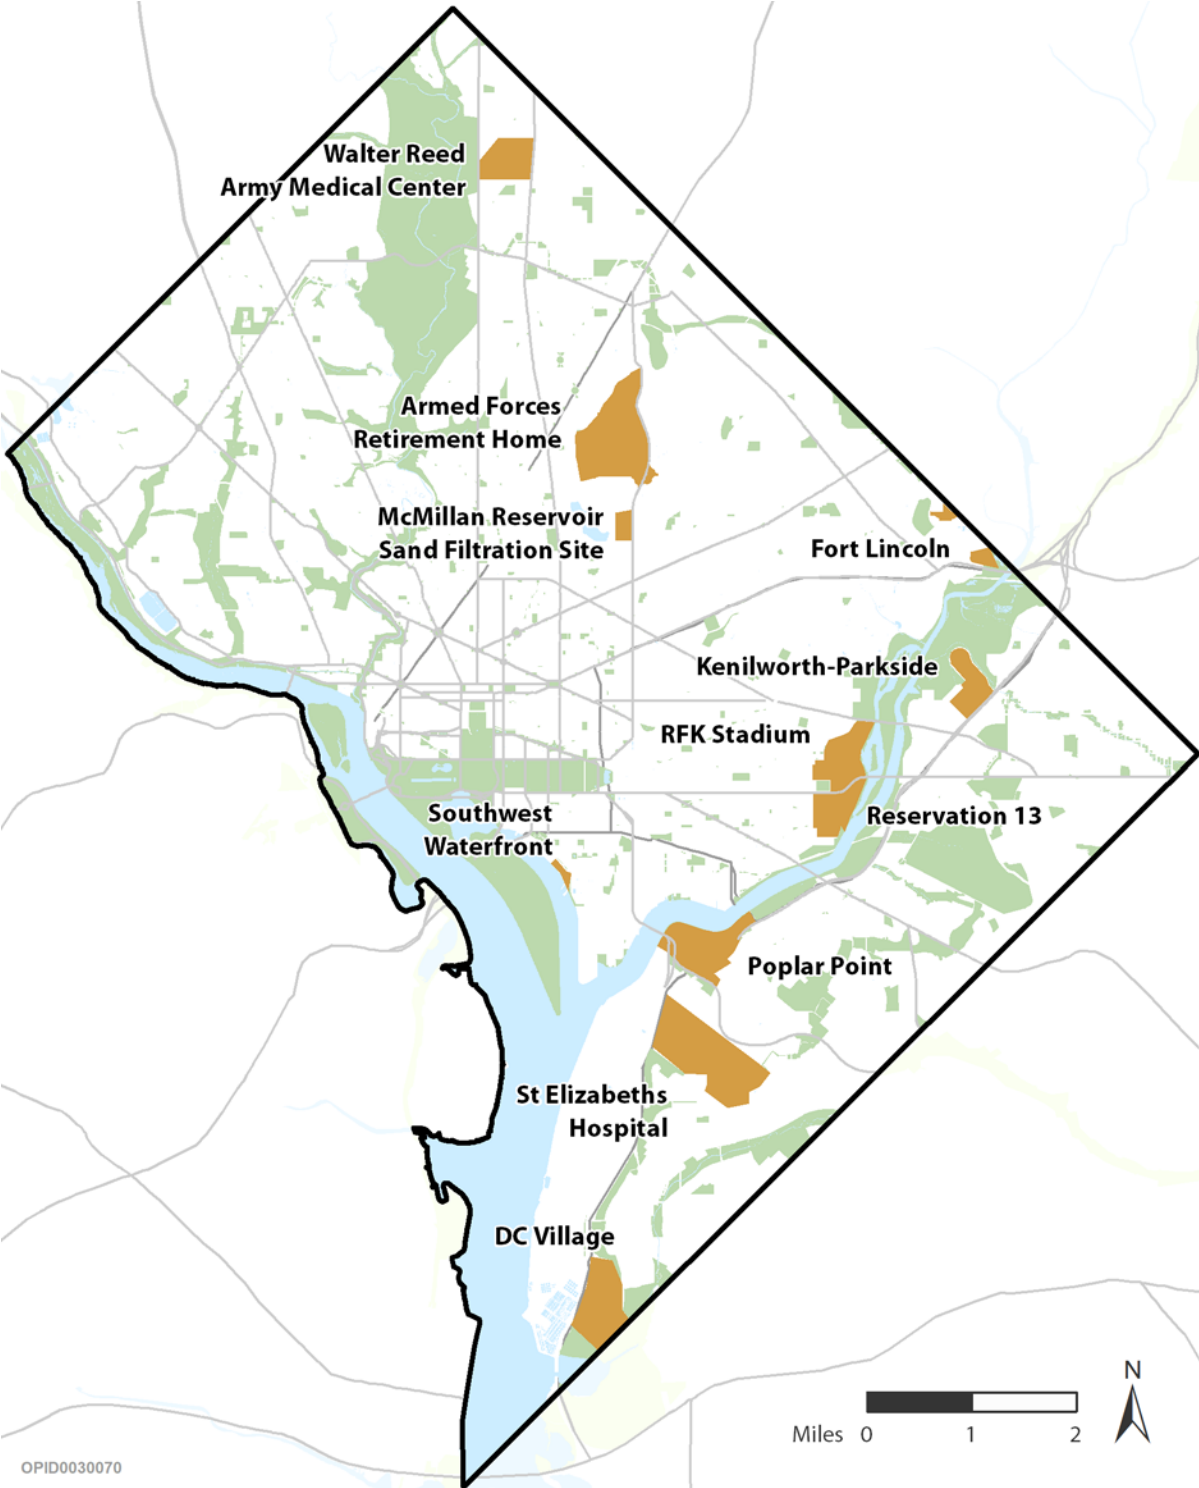 Walter Reed
Army Medical Center
Armed Forces
Retirement Home
McMillan Reservoir
Sand Filtration Site
Fort Lincoln
Kenilworth-Parkside
RFK Stadium
Reservation 13
Southwest
Waterfront
Poplar Point
St Elizabeths
Hospital
DC Village
N
Miles 0 1 2
OPID0030070